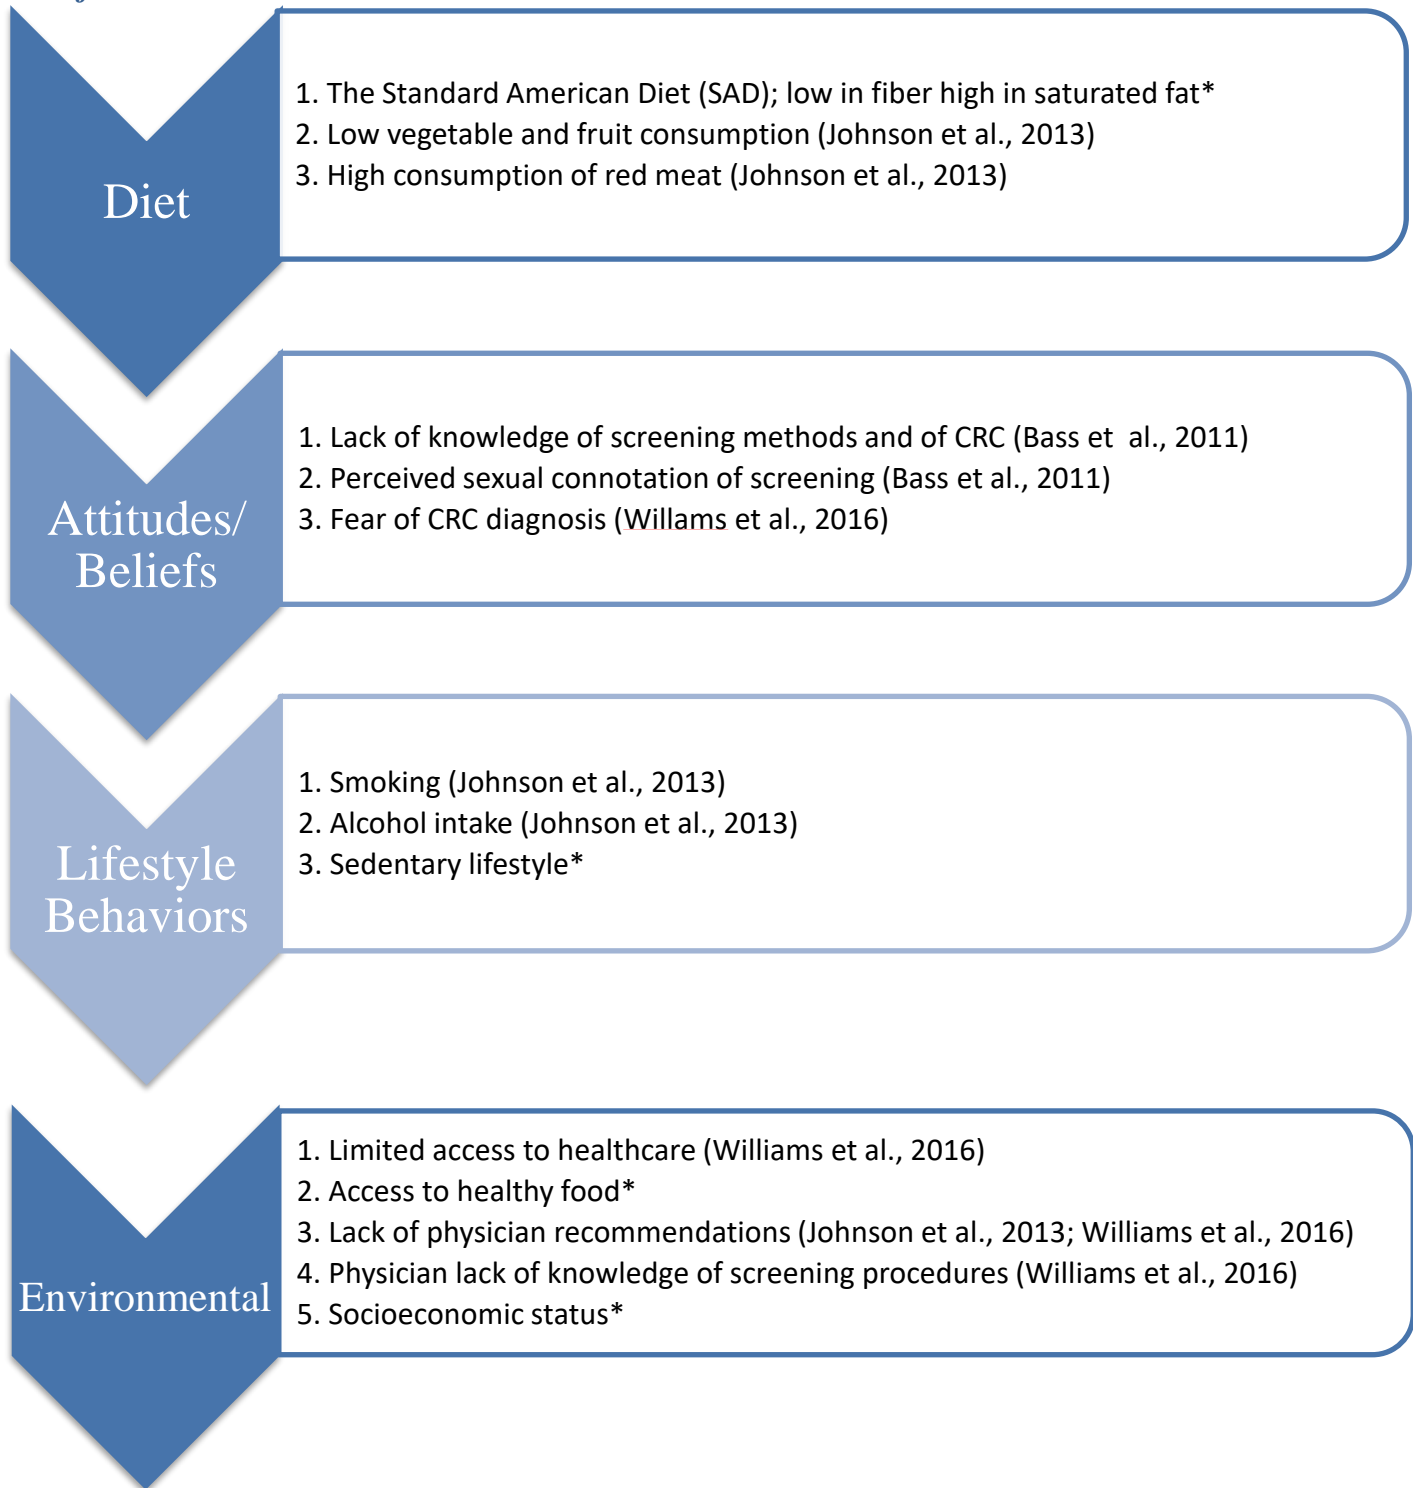 Diet
1. The Standard American Diet (SAD); low in fiber high in saturated fat*
2. Low vegetable and fruit consumption (Johnson et al., 2013)
3. High consumption of red meat (Johnson et al., 2013)
Attitudes/
Beliefs
1. Lack of knowledge of screening methods and of CRC (Bass et  al., 2011)
2. Perceived sexual connotation of screening (Bass et al., 2011)
3. Fear of CRC diagnosis (Willams et al., 2016)
Lifestyle
Behaviors
1. Smoking (Johnson et al., 2013)
2. Alcohol intake (Johnson et al., 2013)
3. Sedentary lifestyle*
Environmental
1. Limited access to healthcare (Williams et al., 2016)
2. Access to healthy food*
3. Lack of physician recommendations (Johnson et al., 2013; Williams et al., 2016)
4. Physician lack of knowledge of screening procedures (Williams et al., 2016)
5. Socioeconomic status*